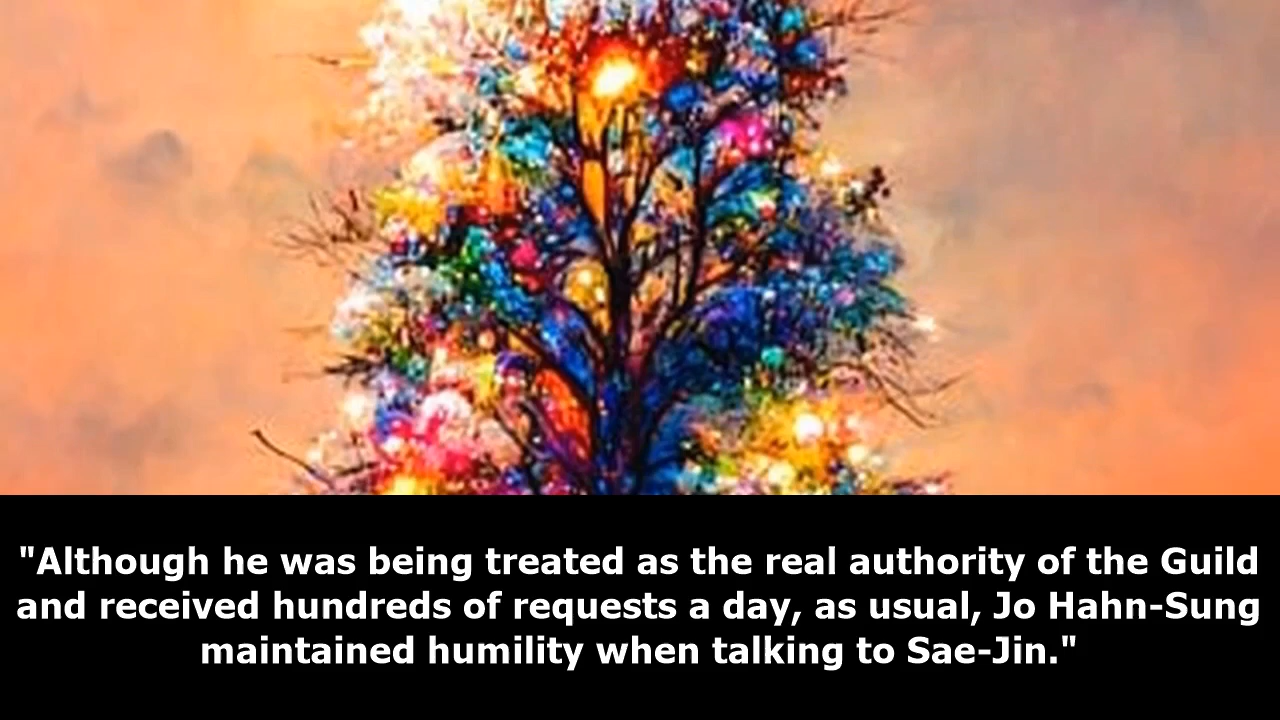 "Although he was being treated as the real authority of the Guild
and received hundreds of requests a day, as usual, Jo Hahn-Sung
maintained humility when talking to Sae-Jin."